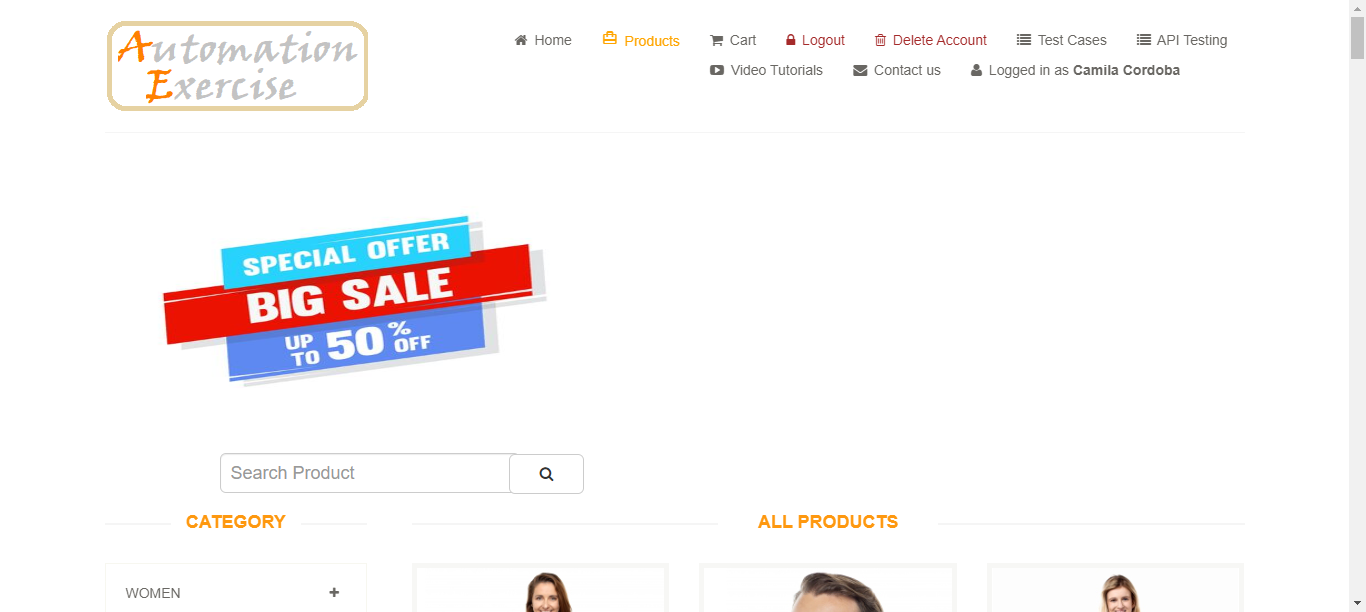 Automation
Exercise
Home Products Cart Logout Delete Account Test Cases API Testing
Video Tutorials Contact us Logged in as Camila Cordoba
SPECIAL OFFER
BIG SALE
UP TO 50% OFF
Search Product
CATEGORY
ALL PRODUCTS
WOMEN